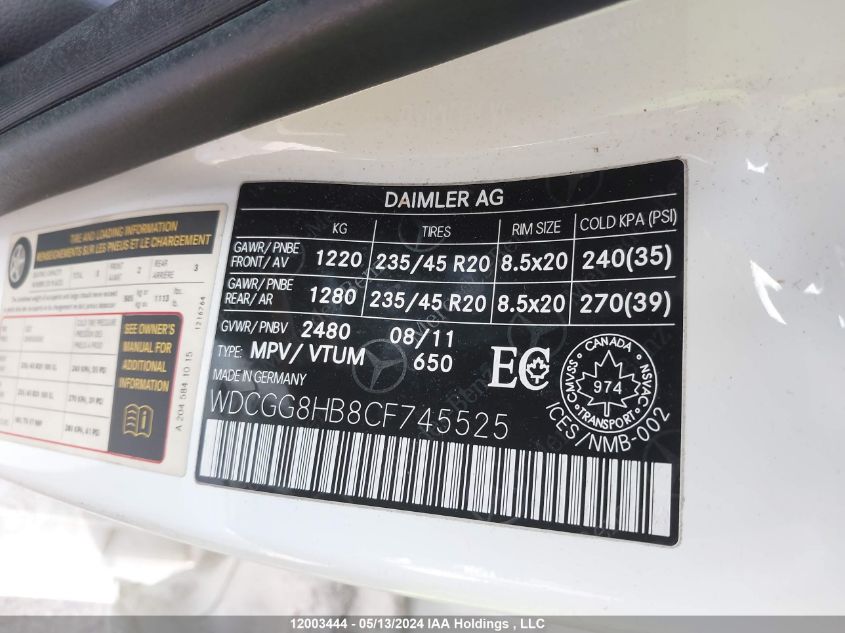 DAIMLER AG
KG TIRES RIM SIZE COLD KPA (PSI)
GAWR/PNBE FRONT/AV 1220 235/45 R20 8.5x20 240(35)
GAWR/PNBE REAR/AR 1280 235/45 R20 8.5x20 270(39)
GVWR/PNBV 2480 08/11
TYPE: MPV/VTUM 650
MADE IN GERMANY
WDCGG8HB8CF745525
EC
CANADA
CMVSS NSVAC
974
TRANSPORT
ICES/NMB-002
TIRE AND LOADING INFORMATION
RENSEIGNEMENTS SUR LES PNEUS ET LE CHARGEMENT
SEE OWNER'S
MANUAL FOR
ADDITIONAL
INFORMATION
A 204 584 10 15
12003444 - 05/13/2024 IAA Holdings, LLC